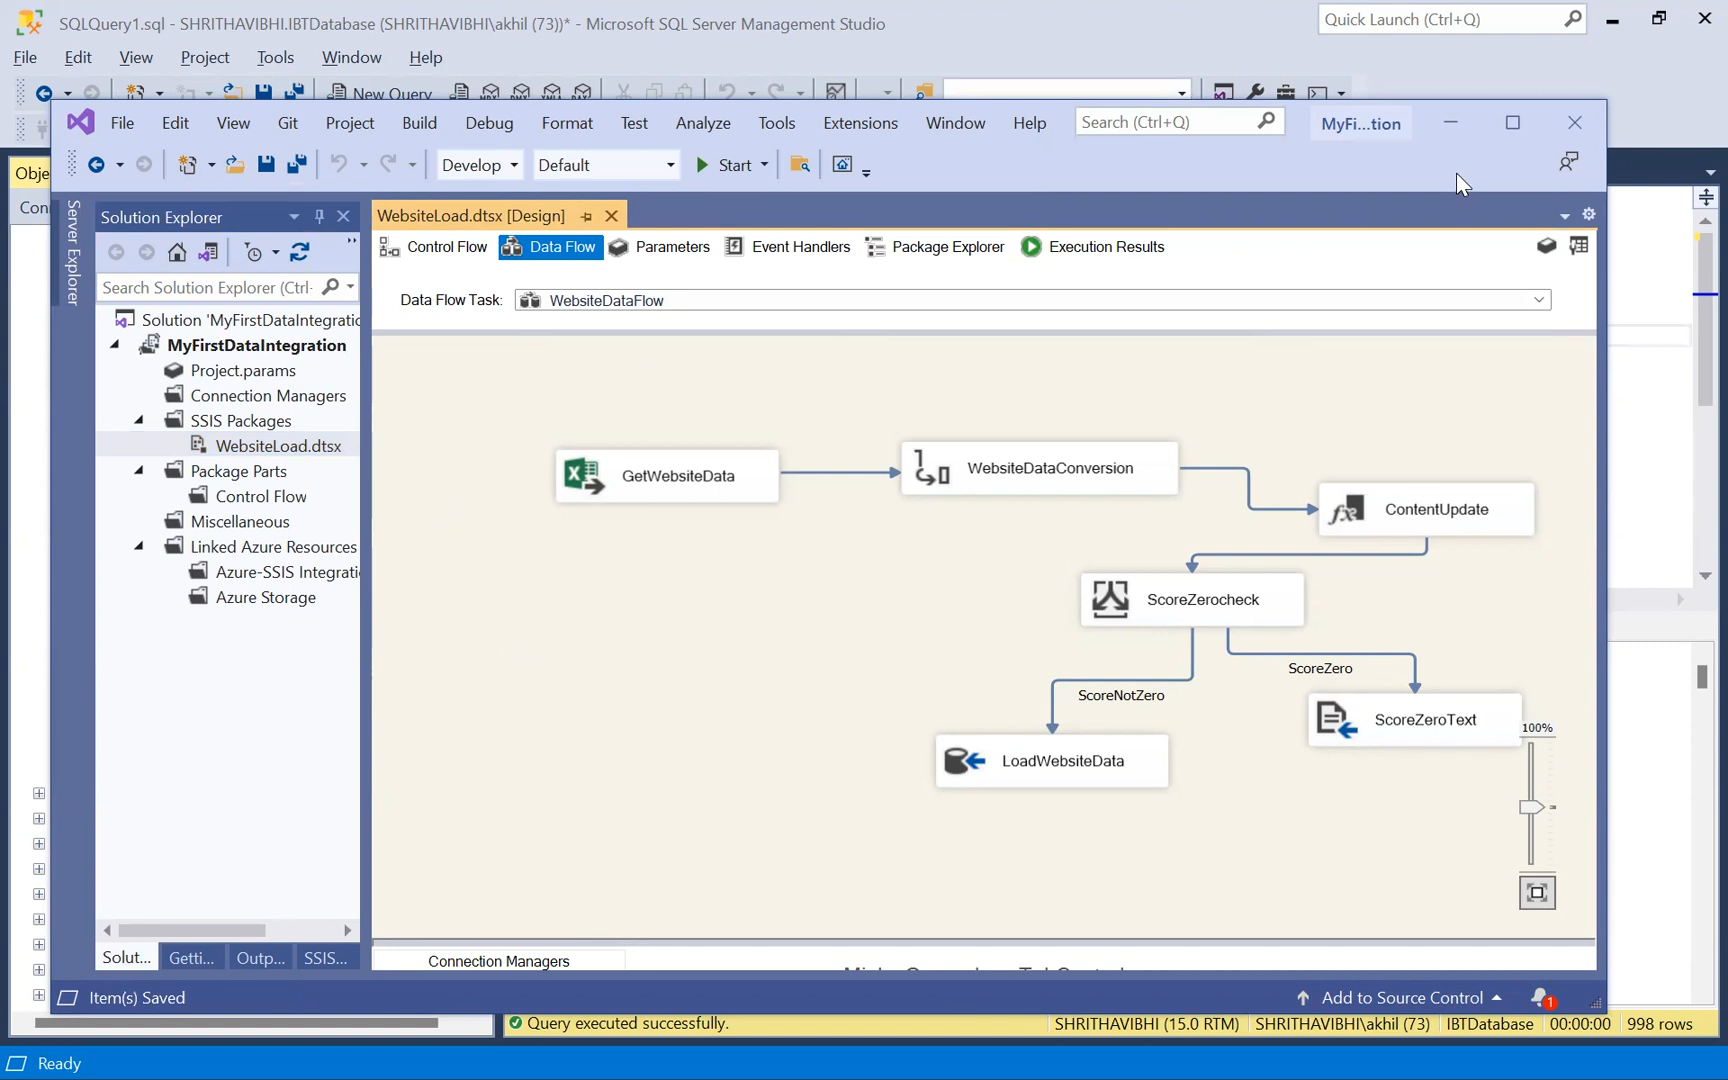 SQLQuery1.sql - SHRITHAVIBHI.IBTDatabase (SHRITHAVIBHI\akhil (73))* - Microsoft SQL Server Management Studio
Quick Launch (Ctrl+Q)
File Edit View Project Tools Window Help
New Query
File Edit View Git Project Build Debug Format Test Analyze Tools Extensions Window Help
Search (Ctrl+Q)
MyFi...tion
Develop Default Start
Obje
Conn
Server Explorer
Solution Explorer
WebsiteLoad.dtsx [Design]
Control Flow Data Flow Parameters Event Handlers Package Explorer Execution Results
Search Solution Explorer (Ctrl-
Data Flow Task: WebsiteDataFlow
Solution 'MyFirstDataIntegratic
MyFirstDataIntegration
Project.params
Connection Managers
SSIS Packages
WebsiteLoad.dtsx
Package Parts
Control Flow
Miscellaneous
Linked Azure Resources
Azure-SSIS Integrati
Azure Storage
GetWebsiteData
WebsiteDataConversion
ContentUpdate
ScoreZerocheck
ScoreZero
ScoreNotZero
ScoreZeroText
LoadWebsiteData
100%
Solut... Getti... Outp... SSIS...
Connection Managers
Item(s) Saved
Add to Source Control
1
Query executed successfully.
SHRITHAVIBHI (15.0 RTM) SHRITHAVIBHI\akhil (73) IBTDatabase 00:00:00 998 rows
Ready